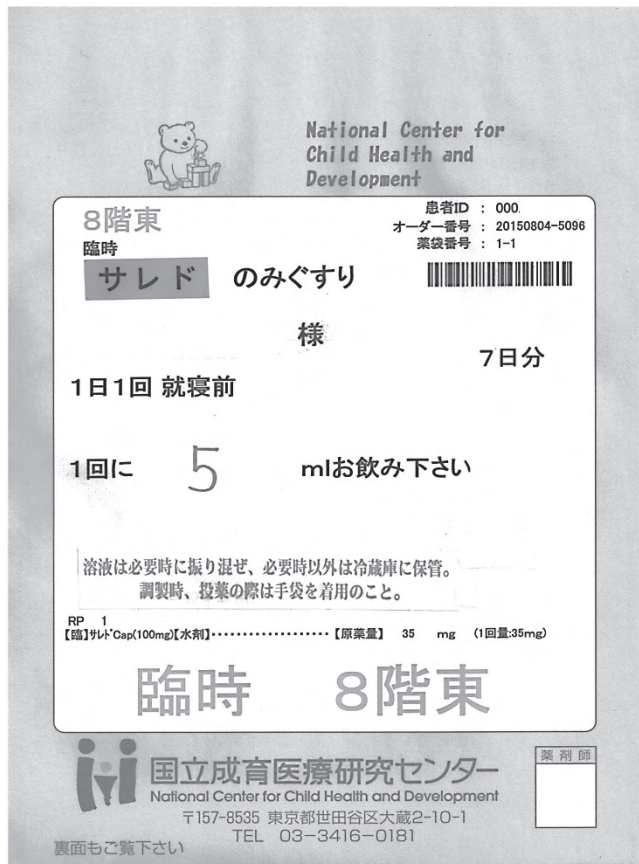 National Center for
Child Health and
Development
8階東
患者ID : 000
オーダー番号 : 20150804-5096
薬袋番号 : 1-1
臨時
サレド のみぐすり
様
7日分
1日1回 就寝前
1回に 5 mlお飲み下さい
溶液は必要時に振り混ぜ、必要時以外は冷蔵庫に保管。
調製時、投薬の際は手袋を着用のこと。
RP 1
【臨】サレドCap(100mg)【水剤】・・・・・・・・・・・・・・・・・・・【原薬量】 35 mg (1回量:35mg)
臨時 8階東
国立成育医療研究センター
National Center for Child Health and Development
〒157-8535 東京都世田谷区大蔵2-10-1
TEL 03-3416-0181
薬剤師
裏面もご覧下さい